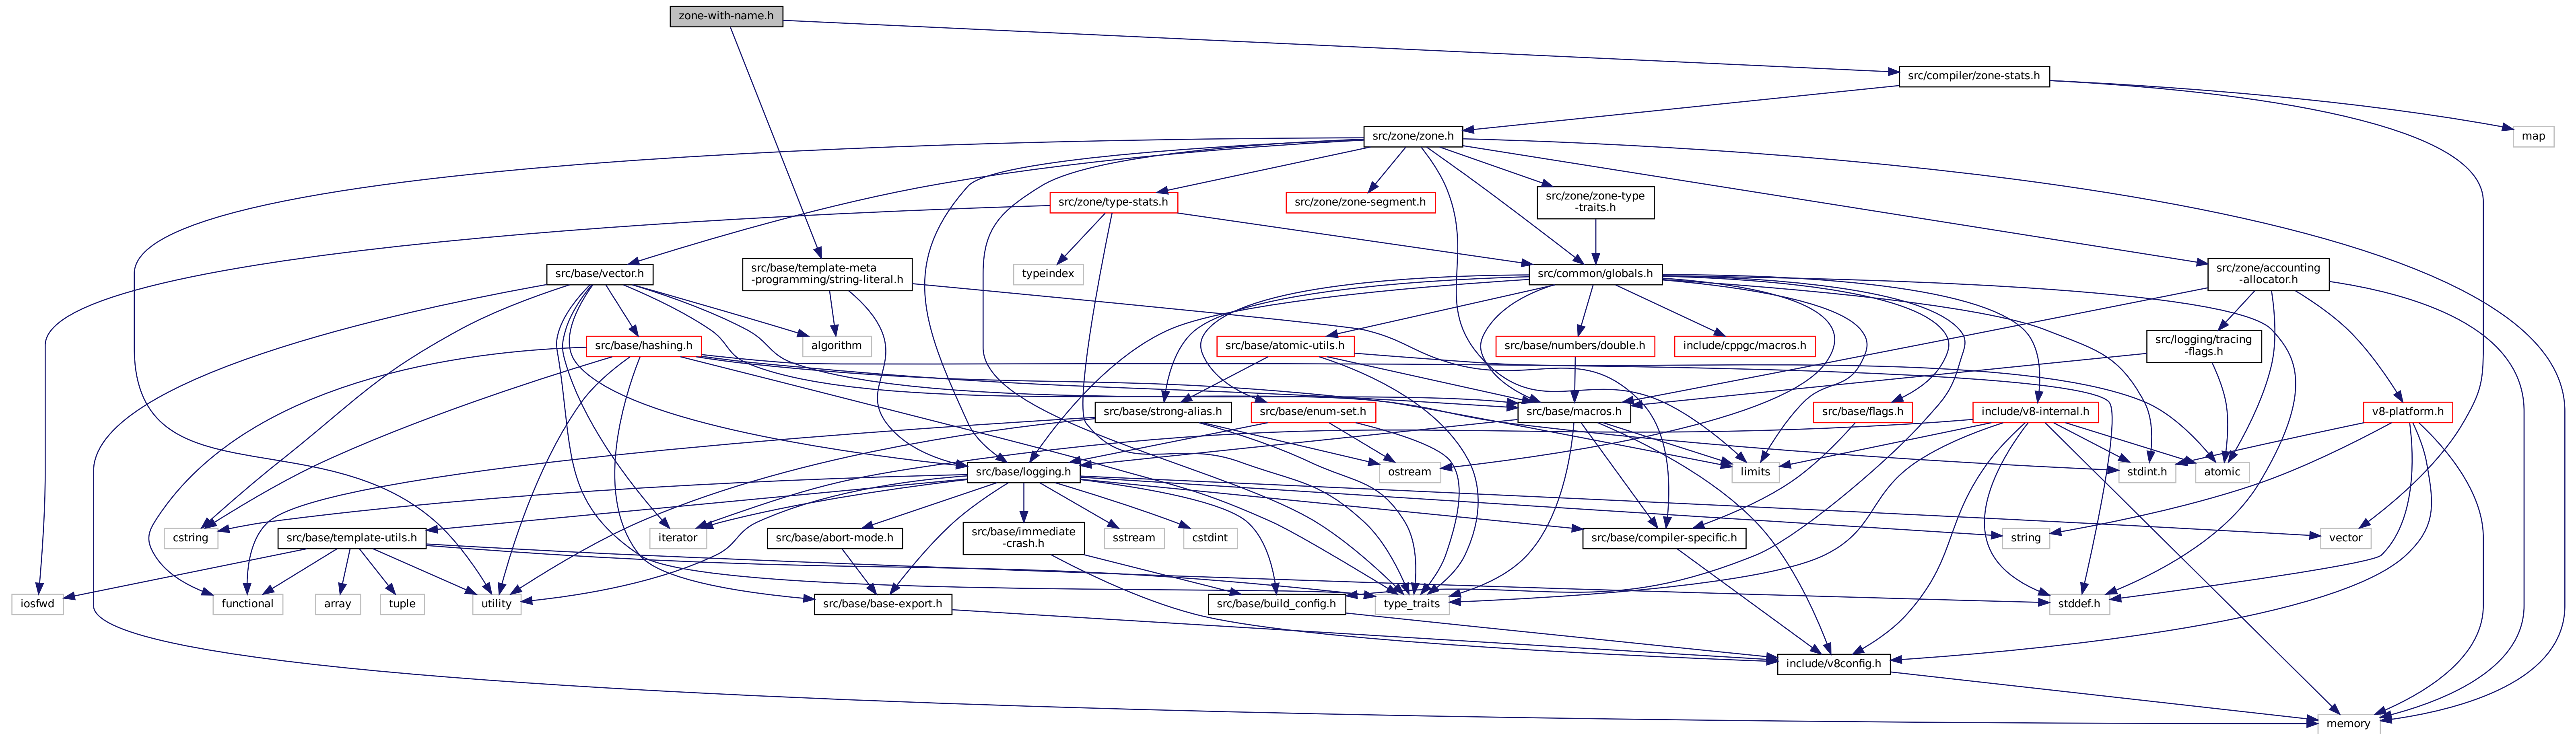 zone-with-name.h
src/compiler/zone-stats.h
src/zone/zone.h
map
src/zone/type-stats.h
src/zone/zone-segment.h
src/zone/zone-type
-traits.h
src/base/vector.h
src/base/template-meta
-programming/string-literal.h
typeindex
src/common/globals.h
src/zone/accounting
-allocator.h
src/base/hashing.h
algorithm
src/base/atomic-utils.h
src/base/numbers/double.h
include/cppgc/macros.h
src/logging/tracing
-flags.h
src/base/strong-alias.h
src/base/enum-set.h
src/base/macros.h
src/base/flags.h
include/v8-internal.h
v8-platform.h
src/base/logging.h
ostream
limits
stdint.h
atomic
cstring
src/base/template-utils.h
iterator
src/base/abort-mode.h
src/base/immediate
-crash.h
sstream
cstdint
src/base/compiler-specific.h
string
vector
iosfwd
functional
array
tuple
utility
src/base/base-export.h
src/base/build_config.h
type_traits
stddef.h
include/v8config.h
memory